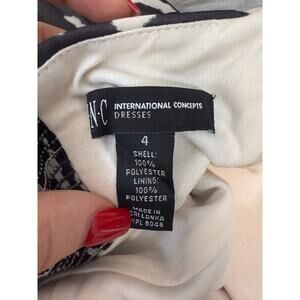 N·C INTERNATIONAL CONCEPTS
DRESSES
4
SHELL:
100%
POLYESTER
LINING:
100%
POLYESTER
MADE IN
SRI LANKA